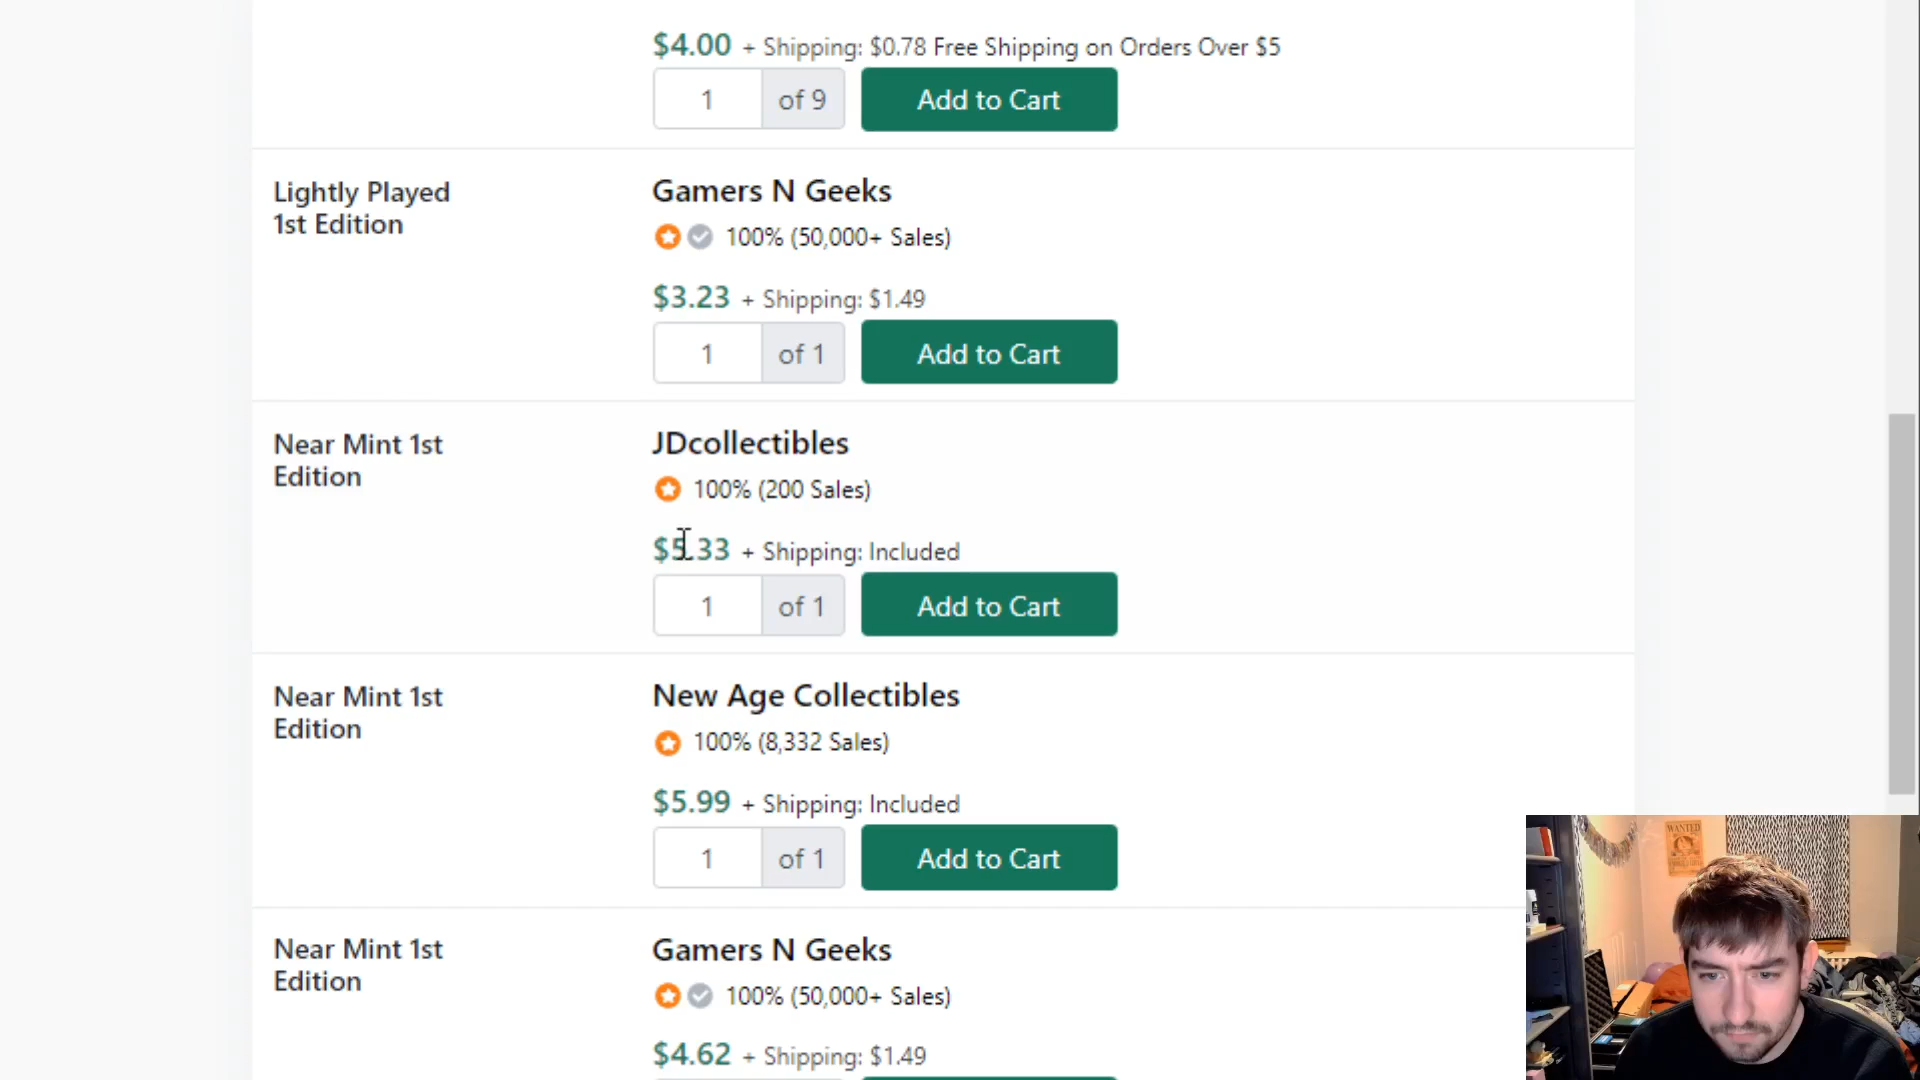 $4.00 + Shipping: $0.78 Free Shipping on Orders Over $5
1 of 9 Add to Cart
Lightly Played
1st Edition
Gamers N Geeks
100% (50,000+ Sales)
$3.23 + Shipping: $1.49
1 of 1 Add to Cart
Near Mint 1st
Edition
JDcollectibles
100% (200 Sales)
$5.33 + Shipping: Included
1 of 1 Add to Cart
Near Mint 1st
Edition
New Age Collectibles
100% (8,332 Sales)
$5.99 + Shipping: Included
1 of 1 Add to Cart
Near Mint 1st
Edition
Gamers N Geeks
100% (50,000+ Sales)
$4.62 + Shipping: $1.49
WANTED